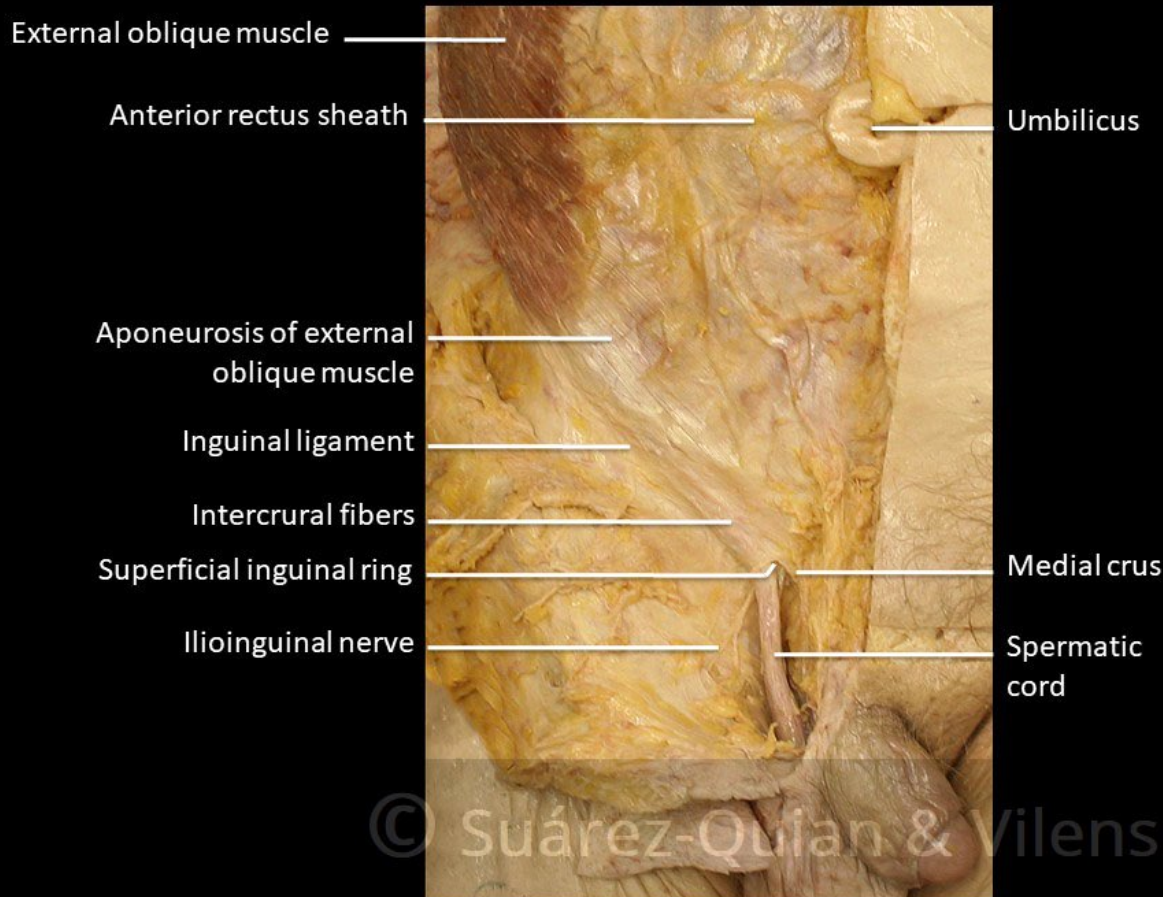 External oblique muscle
Anterior rectus sheath
Umbilicus
Aponeurosis of external
oblique muscle
Inguinal ligament
Intercrural fibers
Superficial inguinal ring
Medial crus
Ilioinguinal nerve
Spermatic
cord
© Suárez-Quian & Vilens